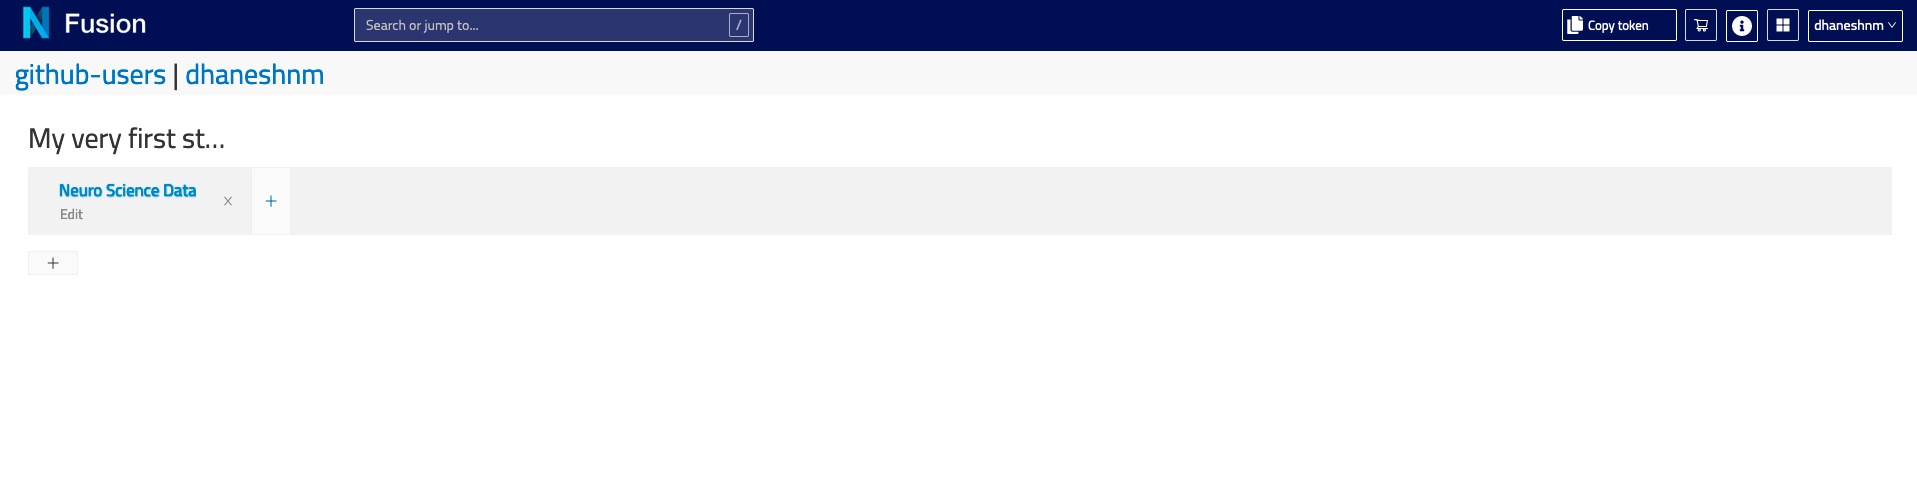 Fusion
Search or jump to...
/
Copy token
dhaneshnm
github-users | dhaneshnm
My very first st...
Neuro Science Data
Edit